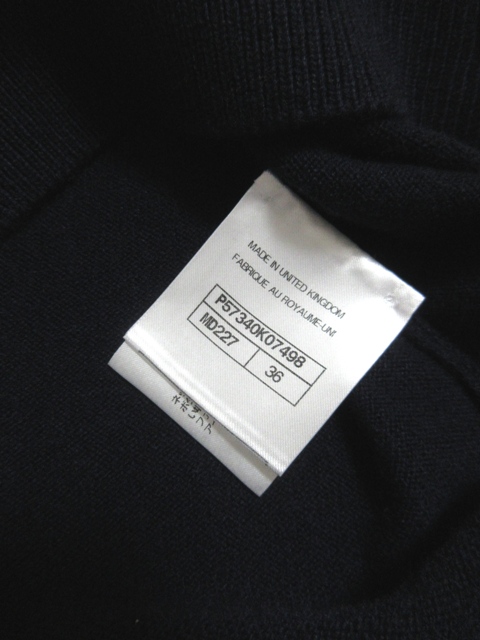 MADE IN UNITED KINGDOM
FABRIQUE AU ROYAUME-UNI
P57340K07498
MD227 36